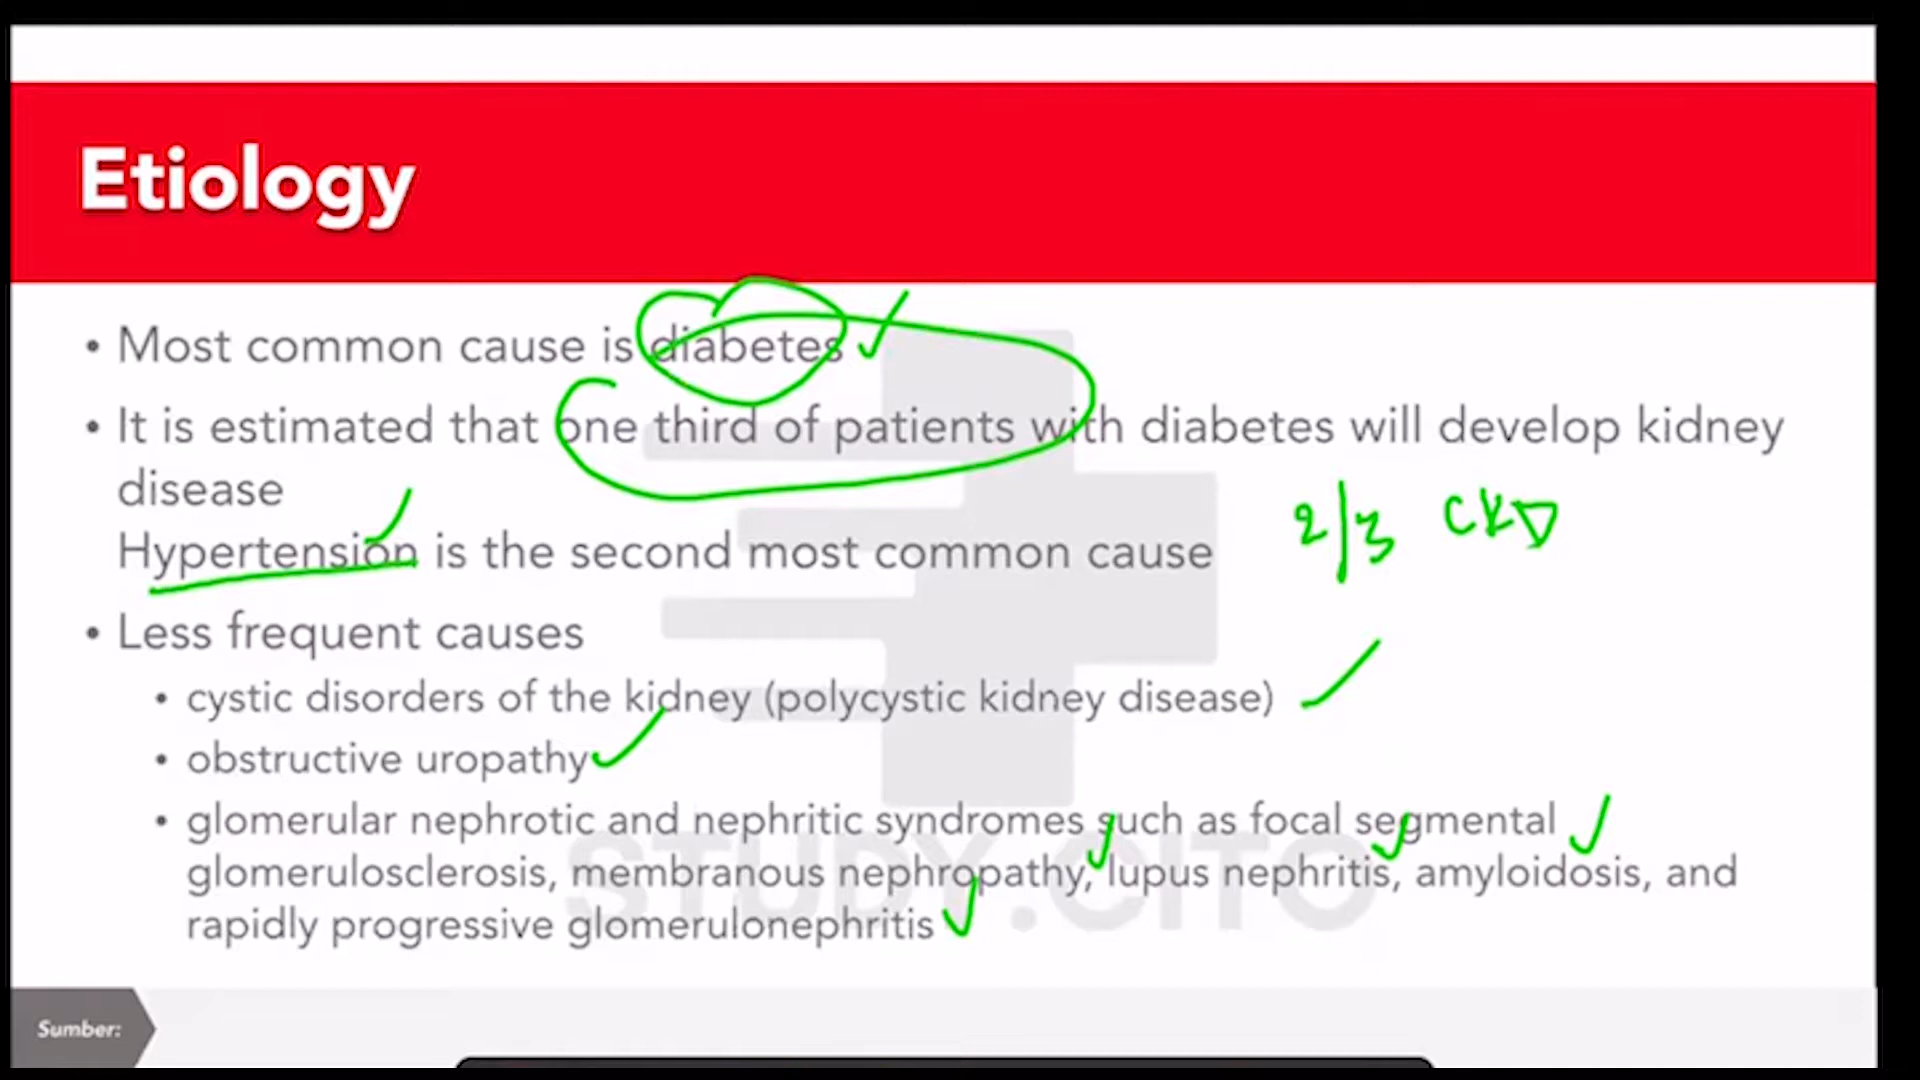 Etiology
• Most common cause is diabetes
• It is estimated that one third of patients with diabetes will develop kidney
disease
Hypertension is the second most common cause
2/3 CKD
• Less frequent causes
• cystic disorders of the kidney (polycystic kidney disease)
• obstructive uropathy
• glomerular nephrotic and nephritic syndromes such as focal segmental
glomerulosclerosis, membranous nephropathy, lupus nephritis, amyloidosis, and
rapidly progressive glomerulonephritis
STUDY.CITO
Sumber: